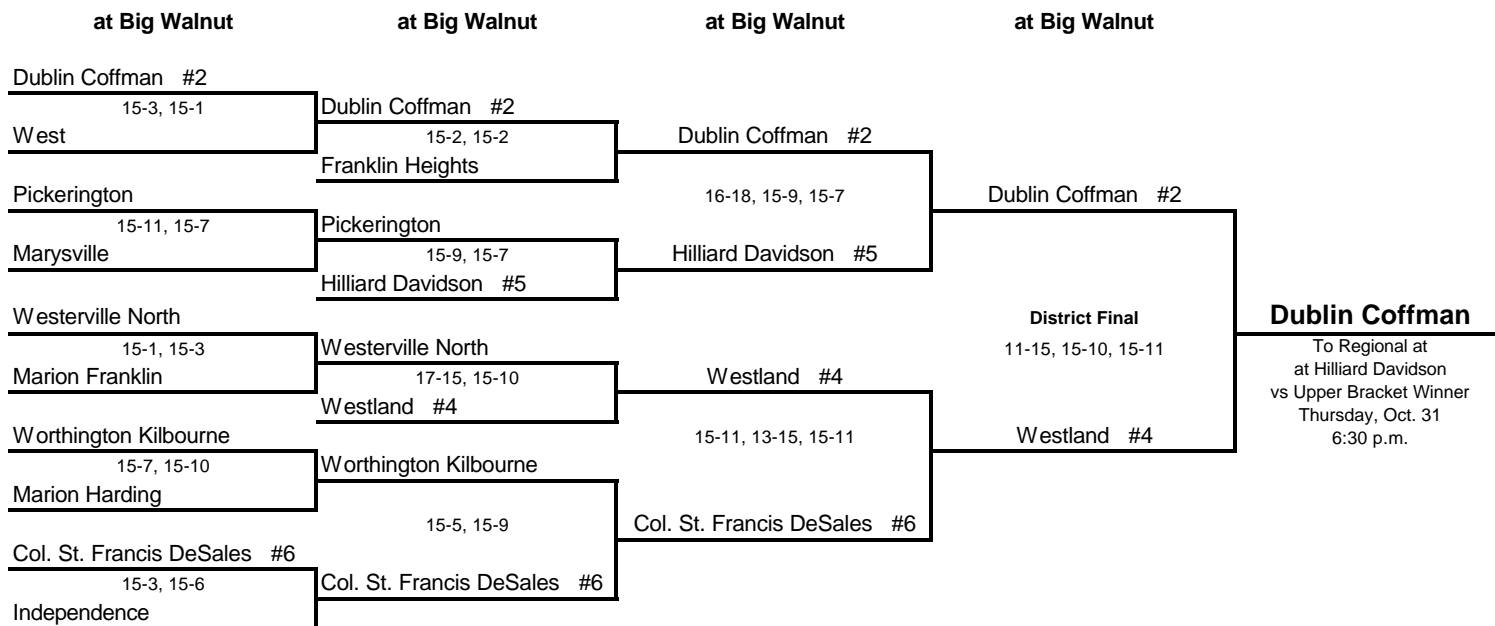 at Big Walnut
at Big Walnut
at Big Walnut
at Big Walnut
Dublin Coffman #2
15-3, 15-1
West
Pickerington
15-11, 15-7
Marysville
Westerville North
15-1, 15-3
Marion Franklin
Worthington Kilbourne
15-7, 15-10
Marion Harding
Col. St. Francis DeSales #6
15-3, 15-6
Independence
Dublin Coffman #2
15-2, 15-2
Franklin Heights
Pickerington
15-9, 15-7
Hilliard Davidson #5
Westerville North
17-15, 15-10
Westland #4
Worthington Kilbourne
15-5, 15-9
Col. St. Francis DeSales #6
Dublin Coffman #2
16-18, 15-9, 15-7
Hilliard Davidson #5
Westland #4
15-11, 13-15, 15-11
Col. St. Francis DeSales #6
Dublin Coffman #2
District Final
11-15, 15-10, 15-11
Westland #4
Dublin Coffman
To Regional at
at Hilliard Davidson
vs Upper Bracket Winner
Thursday, Oct. 31
6:30 p.m.